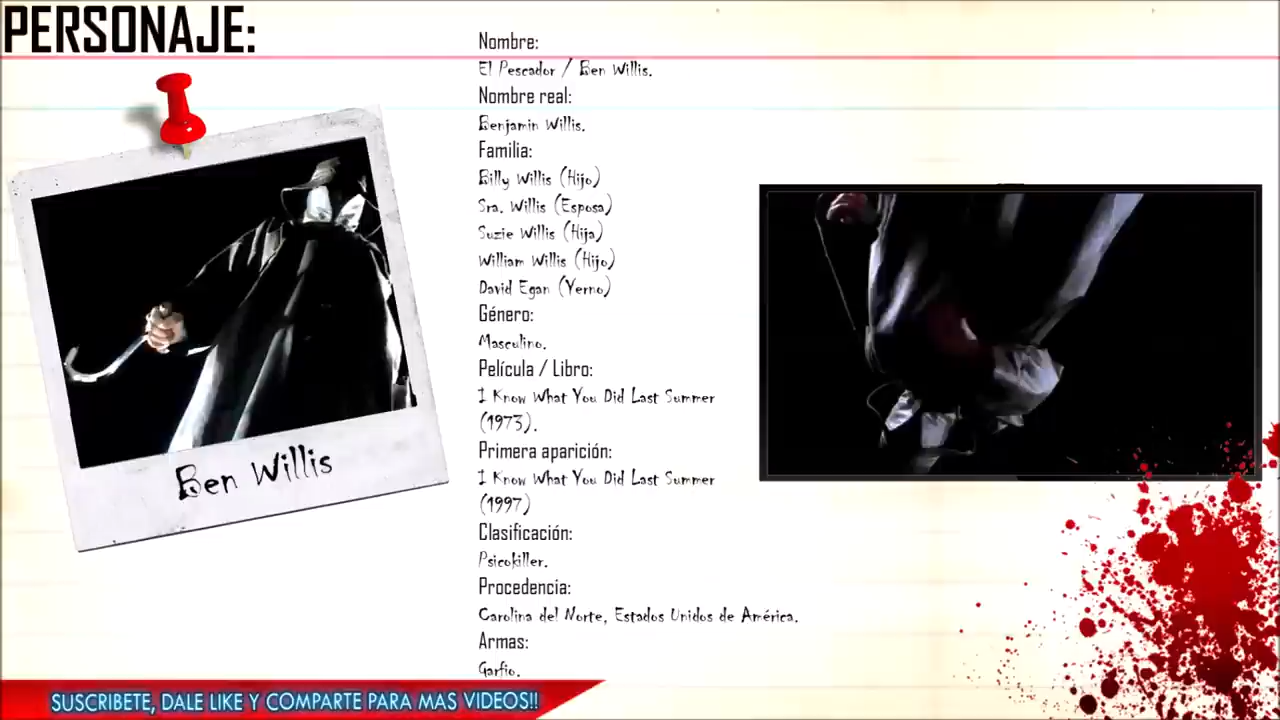 PERSONAJE:
Nombre:
El Pescador / Ben Willis.
Nombre real:
Benjamin Willis.
Familia:
Billy Willis (Hijo)
Sra. Willis (Esposa)
Suzie Willis (Hija)
William Willis (Hijo)
David Egan (Yerno)
Género:
Masculino.
Película / Libro:
I Know What You Did Last Summer
(1973).
Primera aparición:
I Know What You Did Last Summer
(1997)
Clasificación:
Psicokiller.
Procedencia:
Carolina del Norte, Estados Unidos de América.
Armas:
Garfio.
Ben Willis
SUSCRIBETE, DALE LIKE Y COMPARTE PARA MAS VIDEOS!!